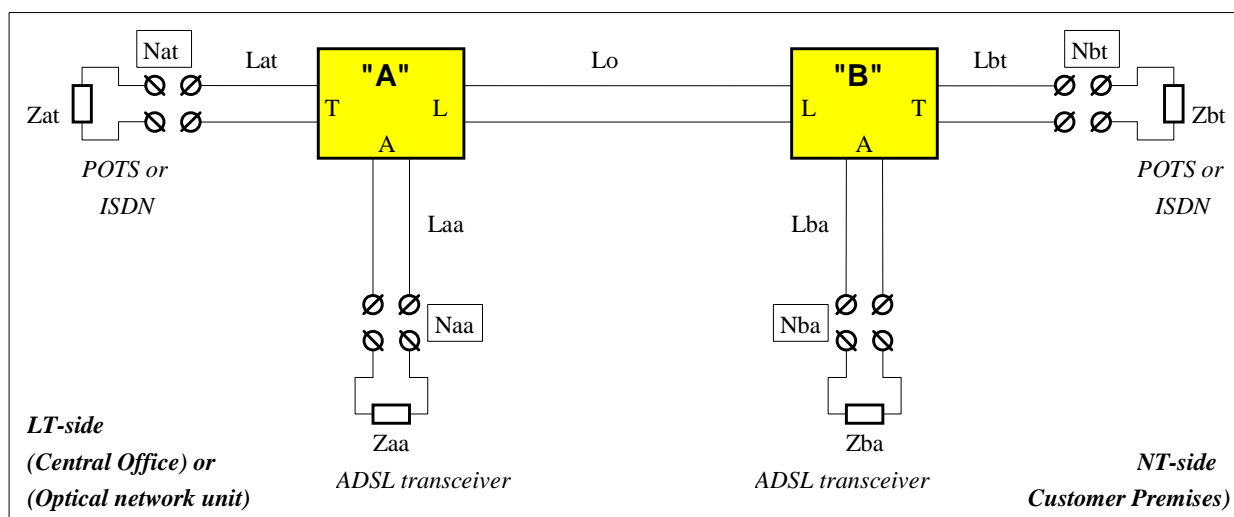 Nat
Lat
"A"
Lo
"B"
Lbt
Nbt
Zat
T
L
L
T
Zbt
A
A
POTS or
ISDN
POTS or
ISDN
Laa
Lba
Naa
Nba
Zaa
Zba
ADSL transceiver
ADSL transceiver
LT-side
(Central Office) or
(Optical network unit)
NT-side
Customer Premises)